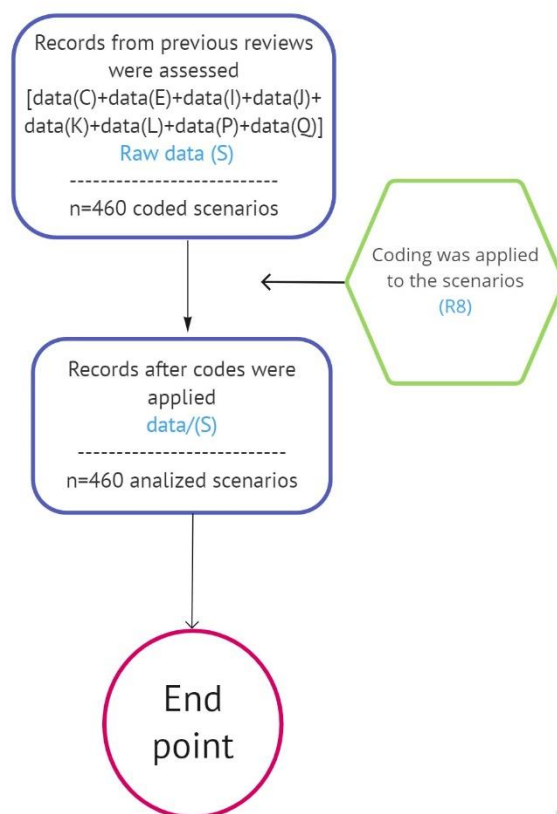 Records from previous reviews
were assessed
[data(C)+data(E)+data(I)+data(J)+
data(K)+data(L)+data(P)+data(Q)]
Raw data (S)
---------------------------
n=460 coded scenarios
Coding was applied
to the scenarios
(R8)
Records after codes were
applied
data/(S)
---------------------------
n=460 analized scenarios
End
point